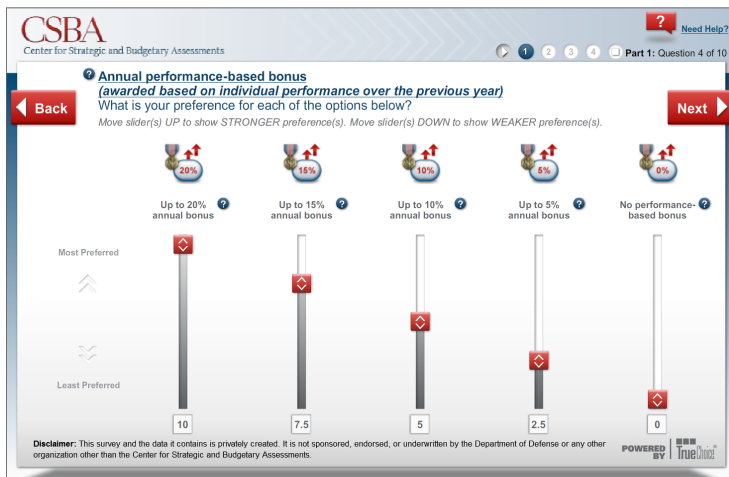 CSBA
Center for Strategic and Budgetary Assessments
?
Need Help?
1 2 3 4 Part 1: Question 4 of 10
? Annual performance-based bonus
(awarded based on individual performance over the previous year)
What is your preference for each of the options below?
Move slider(s) UP to show STRONGER preference(s). Move slider(s) DOWN to show WEAKER preference(s).
Back
Next
20% 15% 10% 5% 0%
Up to 20% ? Up to 15% ? Up to 10% ? Up to 5% ? No performance- ?
annual bonus annual bonus annual bonus annual bonus based bonus
Most Preferred
Least Preferred
10 7.5 5 2.5 0
Disclaimer: This survey and the data it contains is privately created. It is not sponsored, endorsed, or underwritten by the Department of Defense or any other
organization other than the Center for Strategic and Budgetary Assessments.
POWERED
BY
TrueChoice